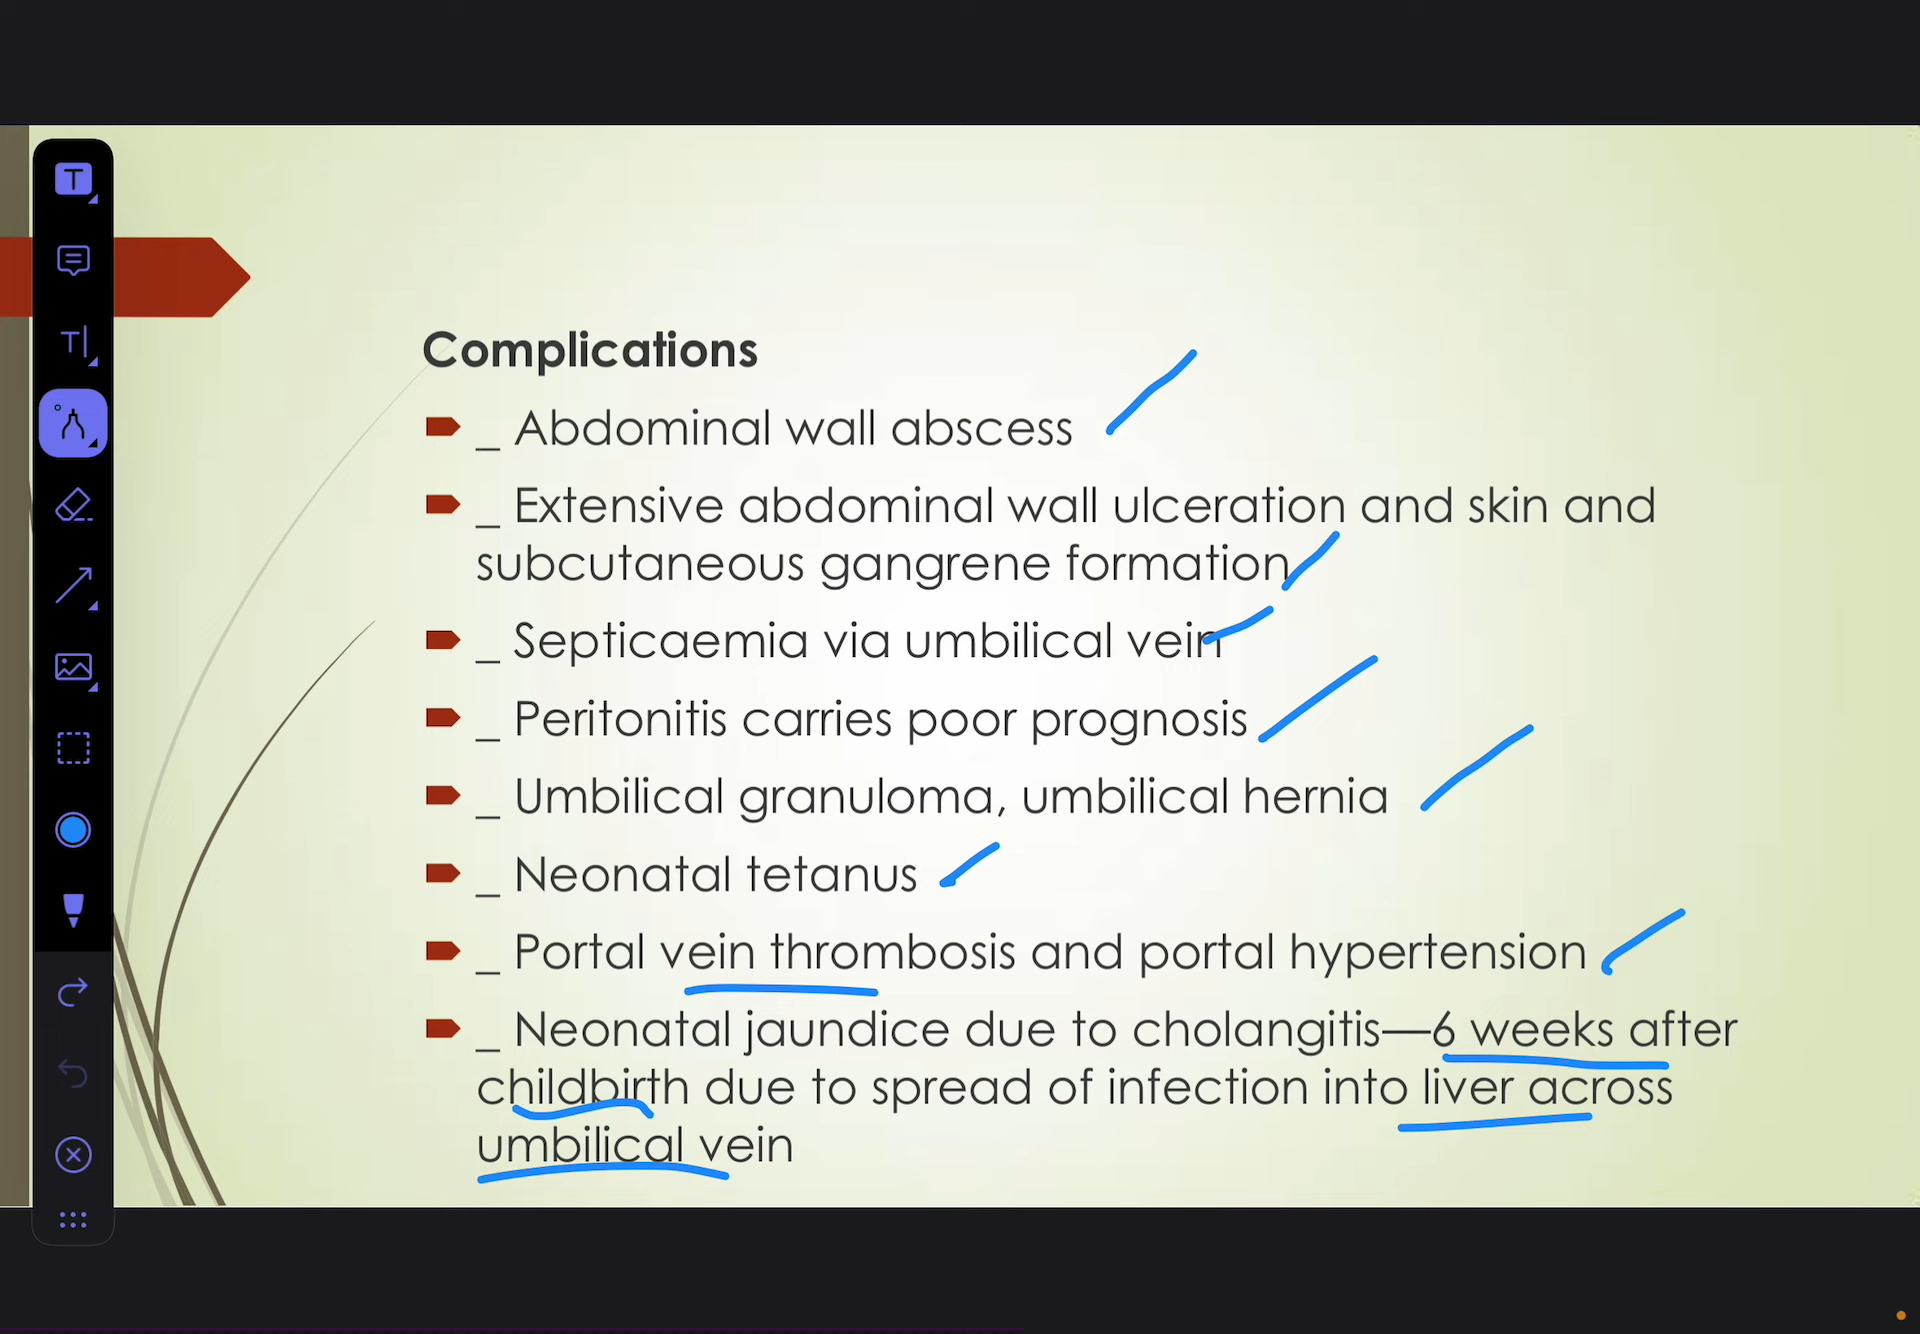 Complications
_ Abdominal wall abscess
_ Extensive abdominal wall ulceration and skin and
subcutaneous gangrene formation
_ Septicaemia via umbilical vein
_ Peritonitis carries poor prognosis
_ Umbilical granuloma, umbilical hernia
_ Neonatal tetanus
_ Portal vein thrombosis and portal hypertension
_ Neonatal jaundice due to cholangitis—6 weeks after
childbirth due to spread of infection into liver across
umbilical vein